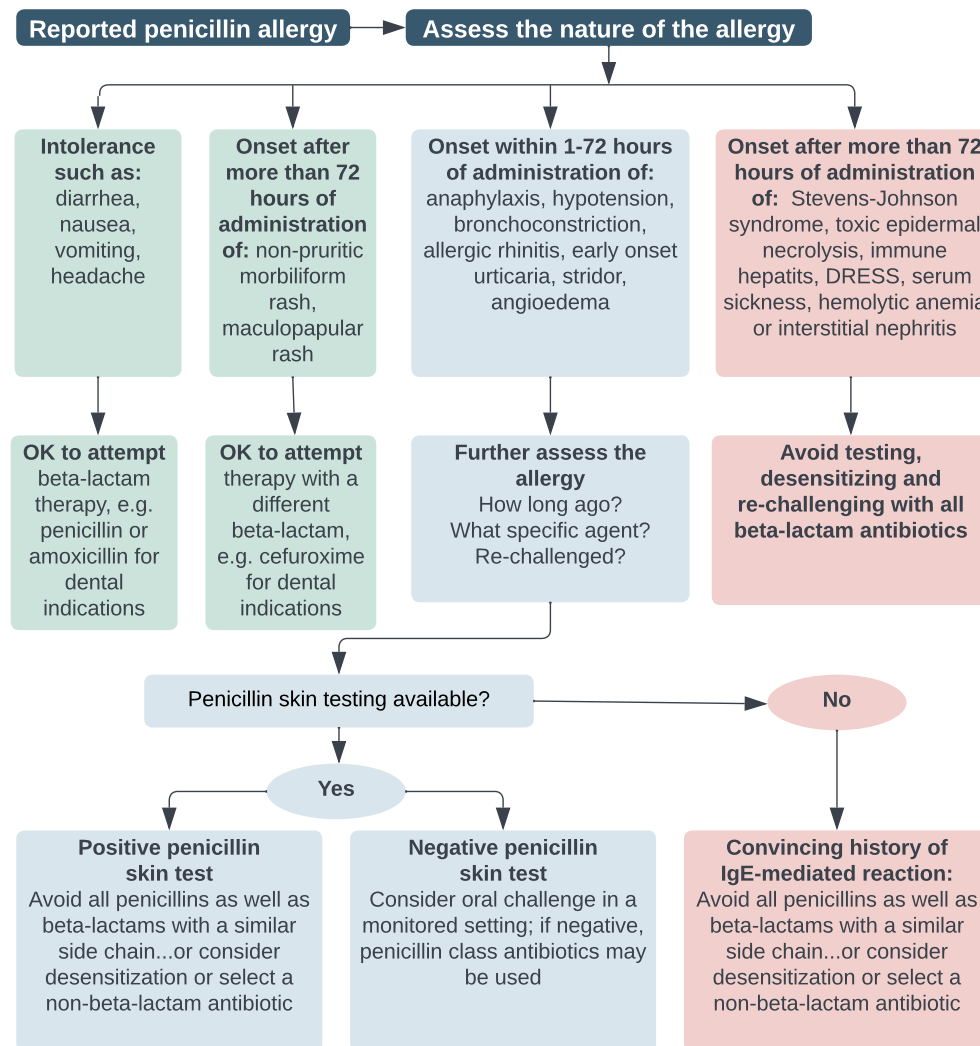 Reported penicillin allergy
Assess the nature of the allergy
Intolerance
such as:
diarrhea,
nausea,
vomiting,
headache
Onset after
more than 72
hours of
administration
of: non-pruritic
morbiliform
rash,
maculopapular
rash
Onset within 1-72 hours
of administration of:
anaphylaxis, hypotension,
bronchoconstriction,
allergic rhinitis, early onset
urticaria, stridor,
angioedema
Onset after more than 72
hours of administration
of: Stevens-Johnson
syndrome, toxic epidermal
necrolysis, immune
hepatits, DRESS, serum
sickness, hemolytic anemia
or interstitial nephritis
OK to attempt
beta-lactam
therapy, e.g.
penicillin or
amoxicillin for
dental
indications
OK to attempt
therapy with a
different
beta-lactam,
e.g. cefuroxime
for dental
indications
Further assess the
allergy
How long ago?
What specific agent?
Re-challenged?
Avoid testing,
desensitizing and
re-challenging with all
beta-lactam antibiotics
Penicillin skin testing available?
No
Yes
Positive penicillin
skin test
Avoid all penicillins as well as
beta-lactams with a similar
side chain...or consider
desensitization or select a
non-beta-lactam antibiotic
Negative penicillin
skin test
Consider oral challenge in a
monitored setting; if negative,
penicillin class antibiotics may
be used
Convincing history of
IgE-mediated reaction:
Avoid all penicillins as well as
beta-lactams with a similar
side chain...or consider
desensitization or select a
non-beta-lactam antibiotic